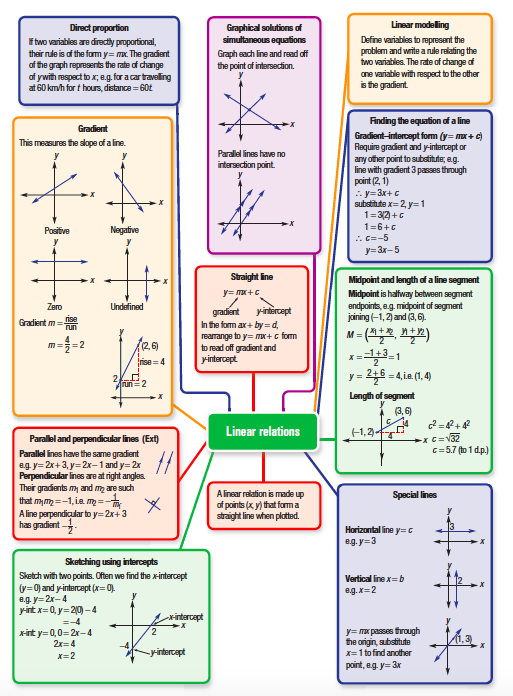 Direct proportion
If two variables are directly proportional,
their rule is of the form y = mx. The gradient
of the graph represents the rate of change
of y with respect to x; e.g. for a car travelling
at 60 km/h for t hours, distance = 60t.
Graphical solutions of
simultaneous equations
Graph each line and read off
the point of intersection.
y
x
Parallel lines have no
intersection point.
y
x
Linear modelling
Define variables to represent the
problem and write a rule relating the
two variables. The rate of change of
one variable with respect to the other
is the gradient.
Gradient
This measures the slope of a line.
y
x
Positive
y
x
Negative
y
x
Zero
y
x
Undefined
Gradient m = rise/run
m = 4/2 = 2
y
(2, 6)
rise = 4
2
run = 2
x
Finding the equation of a line
Gradient–intercept form (y = mx + c)
Require gradient and y-intercept or
any other point to substitute; e.g.
line with gradient 3 passes through
point (2, 1)
∴ y = 3x + c
substitute x = 2, y = 1
1 = 3(2) + c
1 = 6 + c
∴ c = −5
y = 3x − 5
Straight line
y = mx + c
gradient y-intercept
In the form ax + by = d,
rearrange to y = mx + c form
to read off gradient and
y-intercept.
Midpoint and length of a line segment
Midpoint is halfway between segment
endpoints, e.g. midpoint of segment
joining (−1, 2) and (3, 6).
M = (x₁ + x₂/2, y₁ + y₂/2)
x = −1 + 3/2 = 1
y = 2 + 6/2 = 4, i.e. (1, 4)
Length of segment
y
(3, 6)
c
4
(−1, 2)
4
x
c² = 4² + 4²
c = √32
c = 5.7 (to 1 d.p.)
Linear relations
Parallel and perpendicular lines (Ext)
Parallel lines have the same gradient
e.g. y = 2x + 3, y = 2x − 1 and y = 2x
Perpendicular lines are at right angles.
Their gradients m₁ and m₂ are such
that m₁m₂ = −1, i.e. m₂ = −1/m₁
A line perpendicular to y = 2x + 3
has gradient −1/2.
A linear relation is made up
of points (x, y) that form a
straight line when plotted.
Sketching using intercepts
Sketch with two points. Often we find the x-intercept
(y = 0) and y-intercept (x = 0).
e.g. y = 2x − 4
y-int: x = 0, y = 2(0) − 4
= −4
x-int: y = 0, 0 = 2x − 4
2x = 4
x = 2
y
x-intercept
2
x
−4
y-intercept
Special lines
Horizontal line y = c
e.g. y = 3
y
3
x
Vertical line x = b
e.g. x = 2
y
2
x
y = mx passes through
the origin, substitute
x = 1 to find another
point, e.g. y = 3x
y
(1, 3)
x